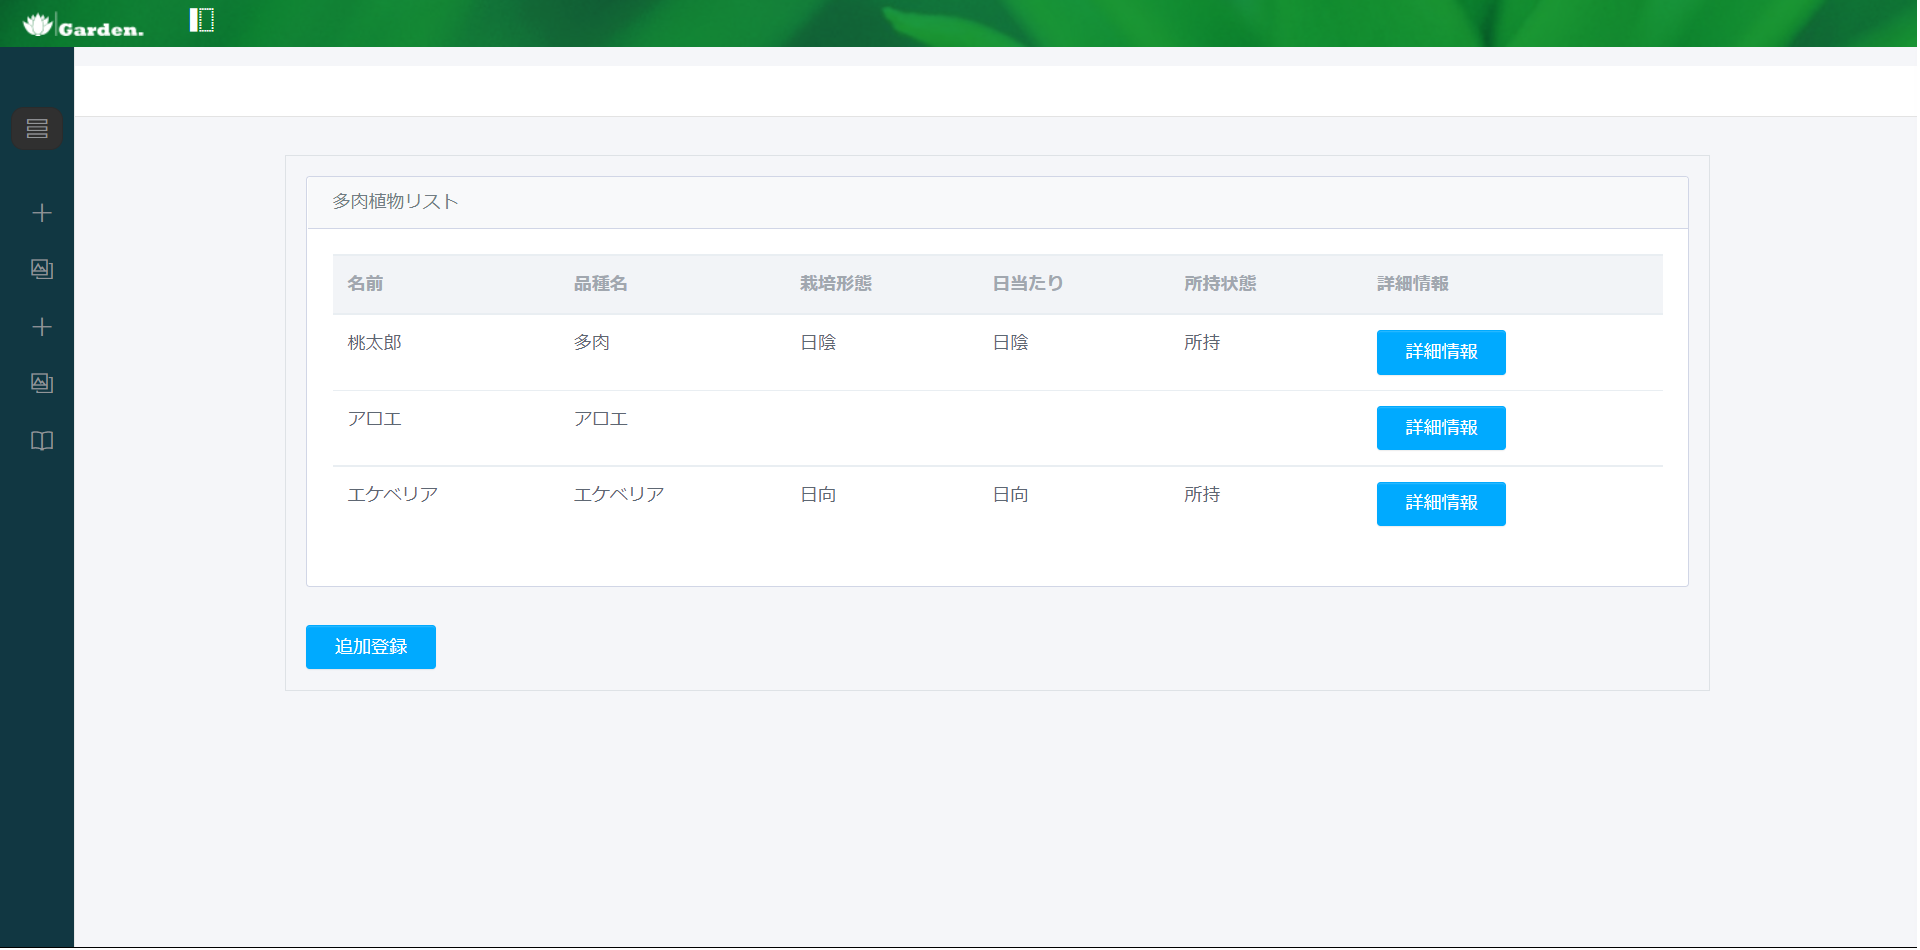 Garden.
多肉植物リスト
名前 品種名 栽培形態 日当たり 所持状態 詳細情報
桃太郎 多肉 日陰 日陰 所持 詳細情報
アロエ アロエ 詳細情報
エケベリア エケベリア 日向 日向 所持 詳細情報
追加登録